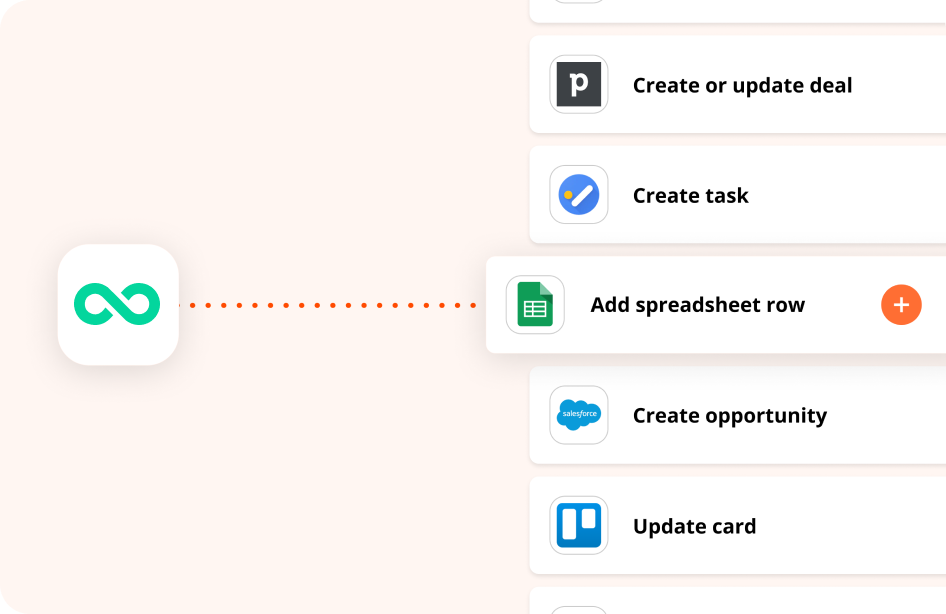 p
Create or update deal
Create task
Add spreadsheet row
salesforce
Create opportunity
Update card